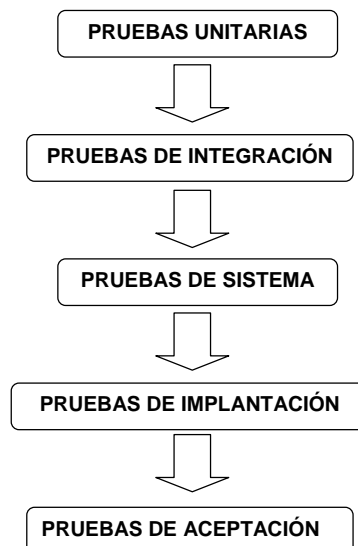 PRUEBAS UNITARIAS
PRUEBAS DE INTEGRACIÓN
PRUEBAS DE SISTEMA
PRUEBAS DE IMPLANTACIÓN
PRUEBAS DE ACEPTACIÓN